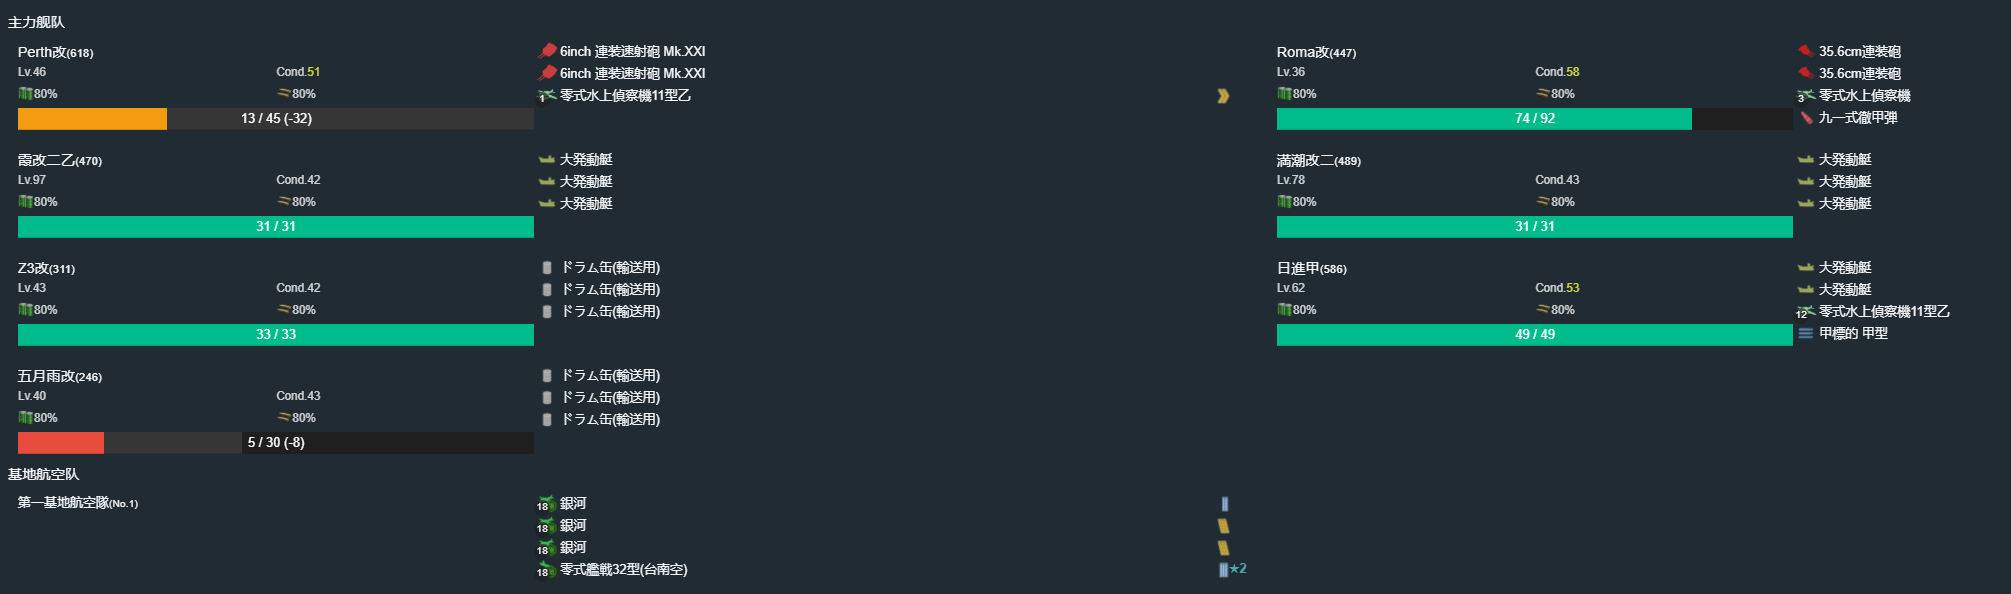 主力舰队
Perth改(618)
Lv.46 Cond.51
80% 80%
13 / 45 (-32)
6inch 連装速射砲 Mk.XXI
6inch 連装速射砲 Mk.XXI
1 零式水上偵察機11型乙
Roma改(447)
Lv.36 Cond.58
80% 80%
74 / 92
35.6cm連装砲
35.6cm連装砲
3 零式水上偵察機
九一式徹甲弾
霞改二乙(470)
Lv.97 Cond.42
80% 80%
31 / 31
大発動艇
大発動艇
大発動艇
満潮改二(489)
Lv.78 Cond.43
80% 80%
31 / 31
大発動艇
大発動艇
大発動艇
Z3改(311)
Lv.43 Cond.42
80% 80%
33 / 33
ドラム缶(輸送用)
ドラム缶(輸送用)
ドラム缶(輸送用)
日進甲(586)
Lv.62 Cond.53
80% 80%
49 / 49
大発動艇
大発動艇
12 零式水上偵察機11型乙
甲標的 甲型
五月雨改(246)
Lv.40 Cond.43
80% 80%
5 / 30 (-8)
ドラム缶(輸送用)
ドラム缶(輸送用)
ドラム缶(輸送用)
基地航空队
第一基地航空隊(No.1)
18 銀河
18 銀河
18 銀河
18 零式艦戦32型(台南空) ★2